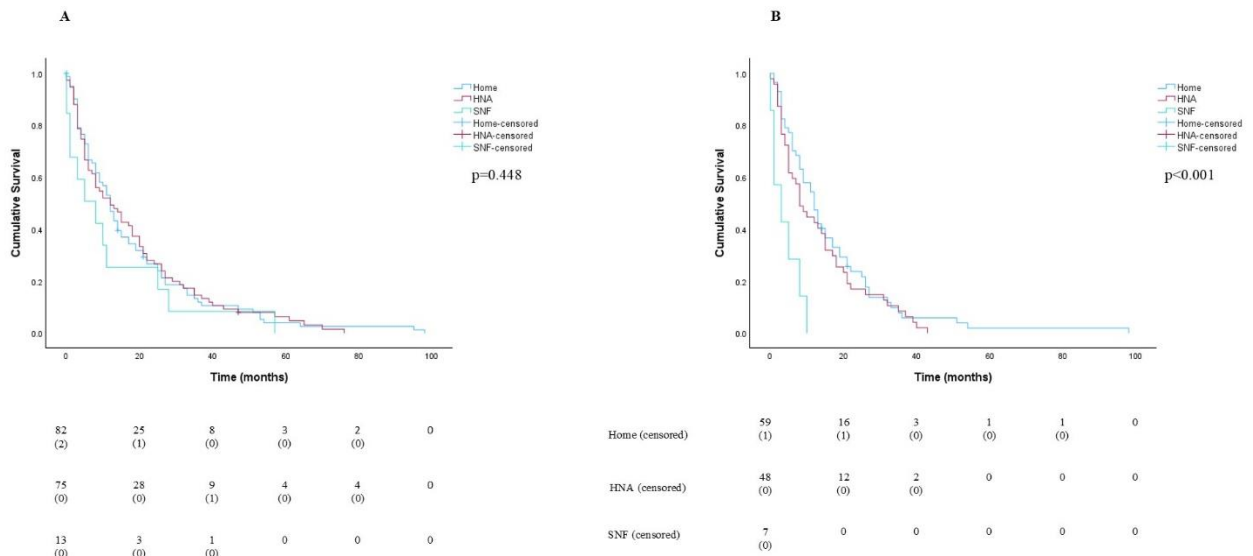 A
1.0
0.8
0.6
0.4
0.2
0.0
Cumulative Survival
0 20 40 60 80 100
Time (months)
Home
HNA
SNF
Home-censored
HNA-censored
SNF-censored
p=0.448
82 25 8 3 2 0
(2) (1) (0) (0) (0)
75 28 9 4 4 0
(0) (0) (1) (0) (0)
13 3 1 0 0 0
(0) (0) (0)
B
1.0
0.8
0.6
0.4
0.2
0.0
Cumulative Survival
0 20 40 60 80 100
Time (months)
Home
HNA
SNF
Home-censored
HNA-censored
SNF-censored
p<0.001
Home (censored) 59 16 3 1 1 0
(1) (1) (0) (0) (0)
HNA (censored) 48 12 2 0 0 0
(0) (0) (0)
SNF (censored) 7 0 0 0 0 0
(0)